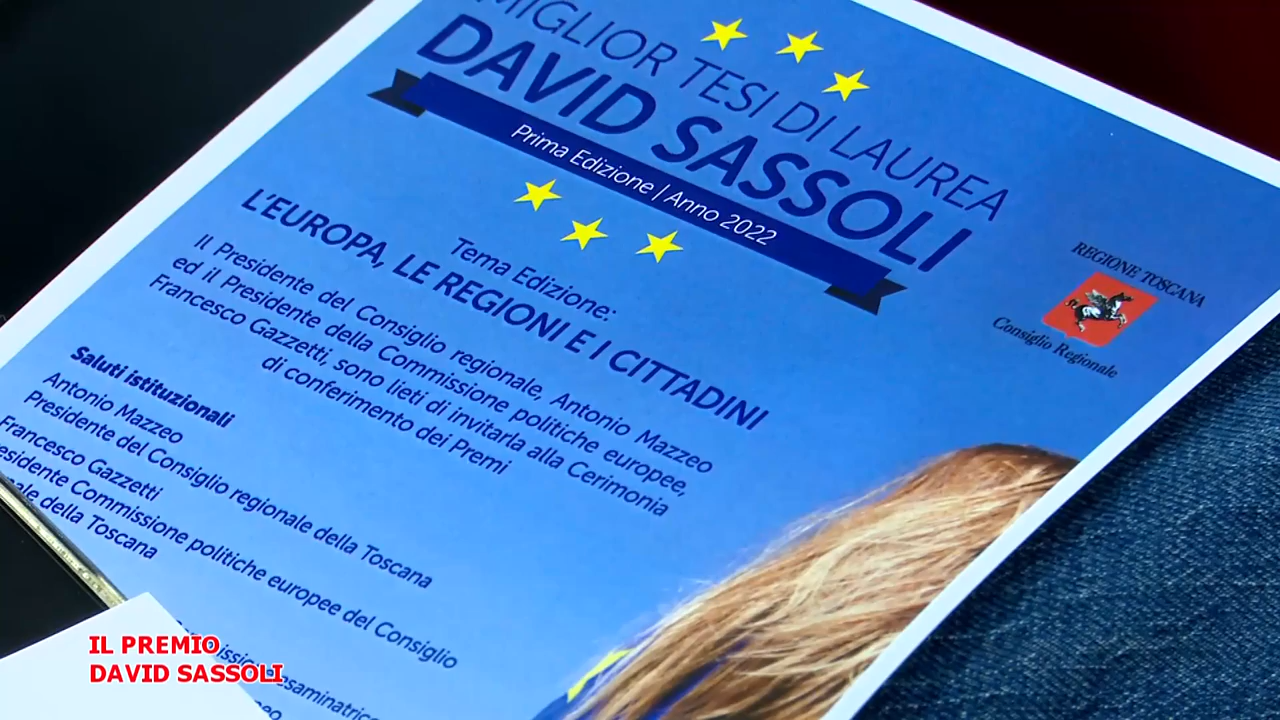 MIGLIOR TESI DI LAUREA
DAVID SASSOLI
Prima Edizione | Anno 2022
Tema Edizione:
L'EUROPA, LE REGIONI E I CITTADINI
Il Presidente del Consiglio regionale, Antonio Mazzeo
ed il Presidente della Commissione politiche europee,
Francesco Gazzetti, sono lieti di invitarla alla Cerimonia
di conferimento dei Premi
REGIONE TOSCANA
Consiglio Regionale
Saluti istituzionali
Antonio Mazzeo
Presidente del Consiglio regionale della Toscana
Francesco Gazzetti
Commissione politiche europee del Consiglio
della Toscana
IL PREMIO
DAVID SASSOLI